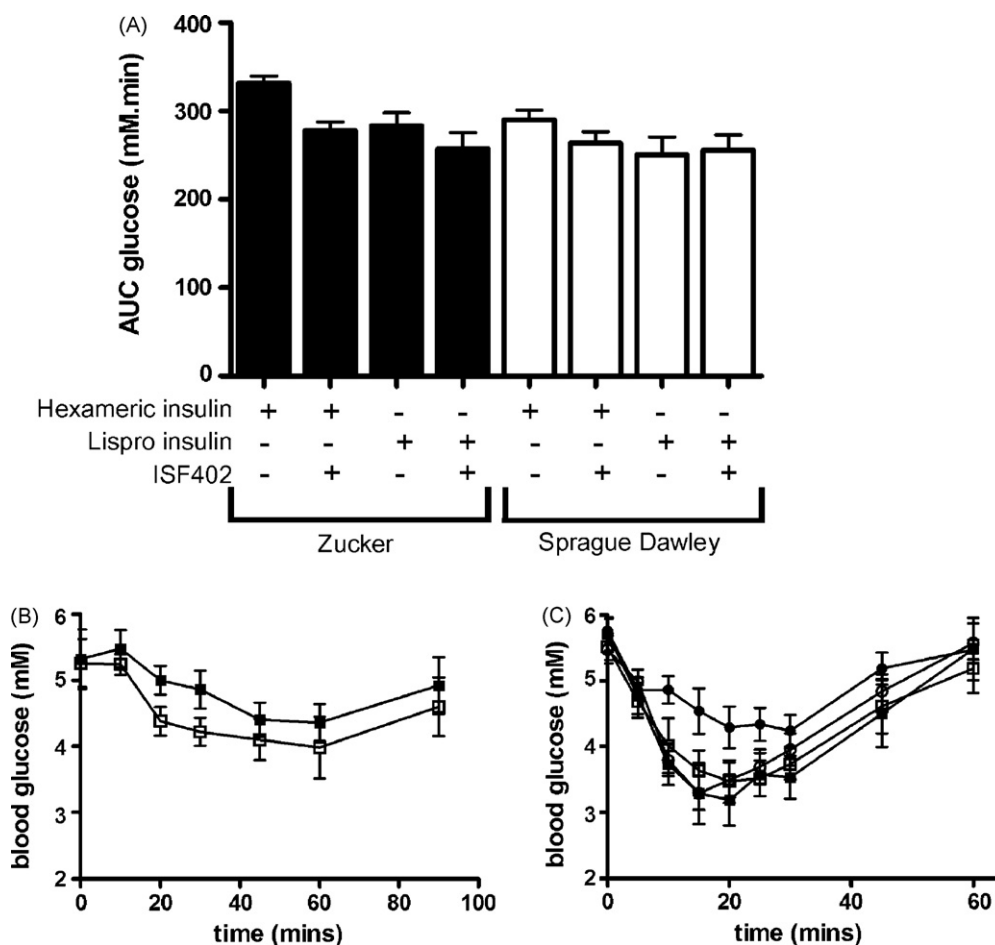 (A)
400
300
200
100
0
AUC glucose (mM.min)
Hexameric insulin + + - - + + - -
Lispro insulin - - + + - - + +
ISF402 - + - + - + - +
Zucker Sprague Dawley
(B)
6
5
4
3
2
blood glucose (mM)
0 20 40 60 80 100
time (mins)
(C)
6
5
4
3
2
blood glucose (mM)
0 20 40 60
time (mins)